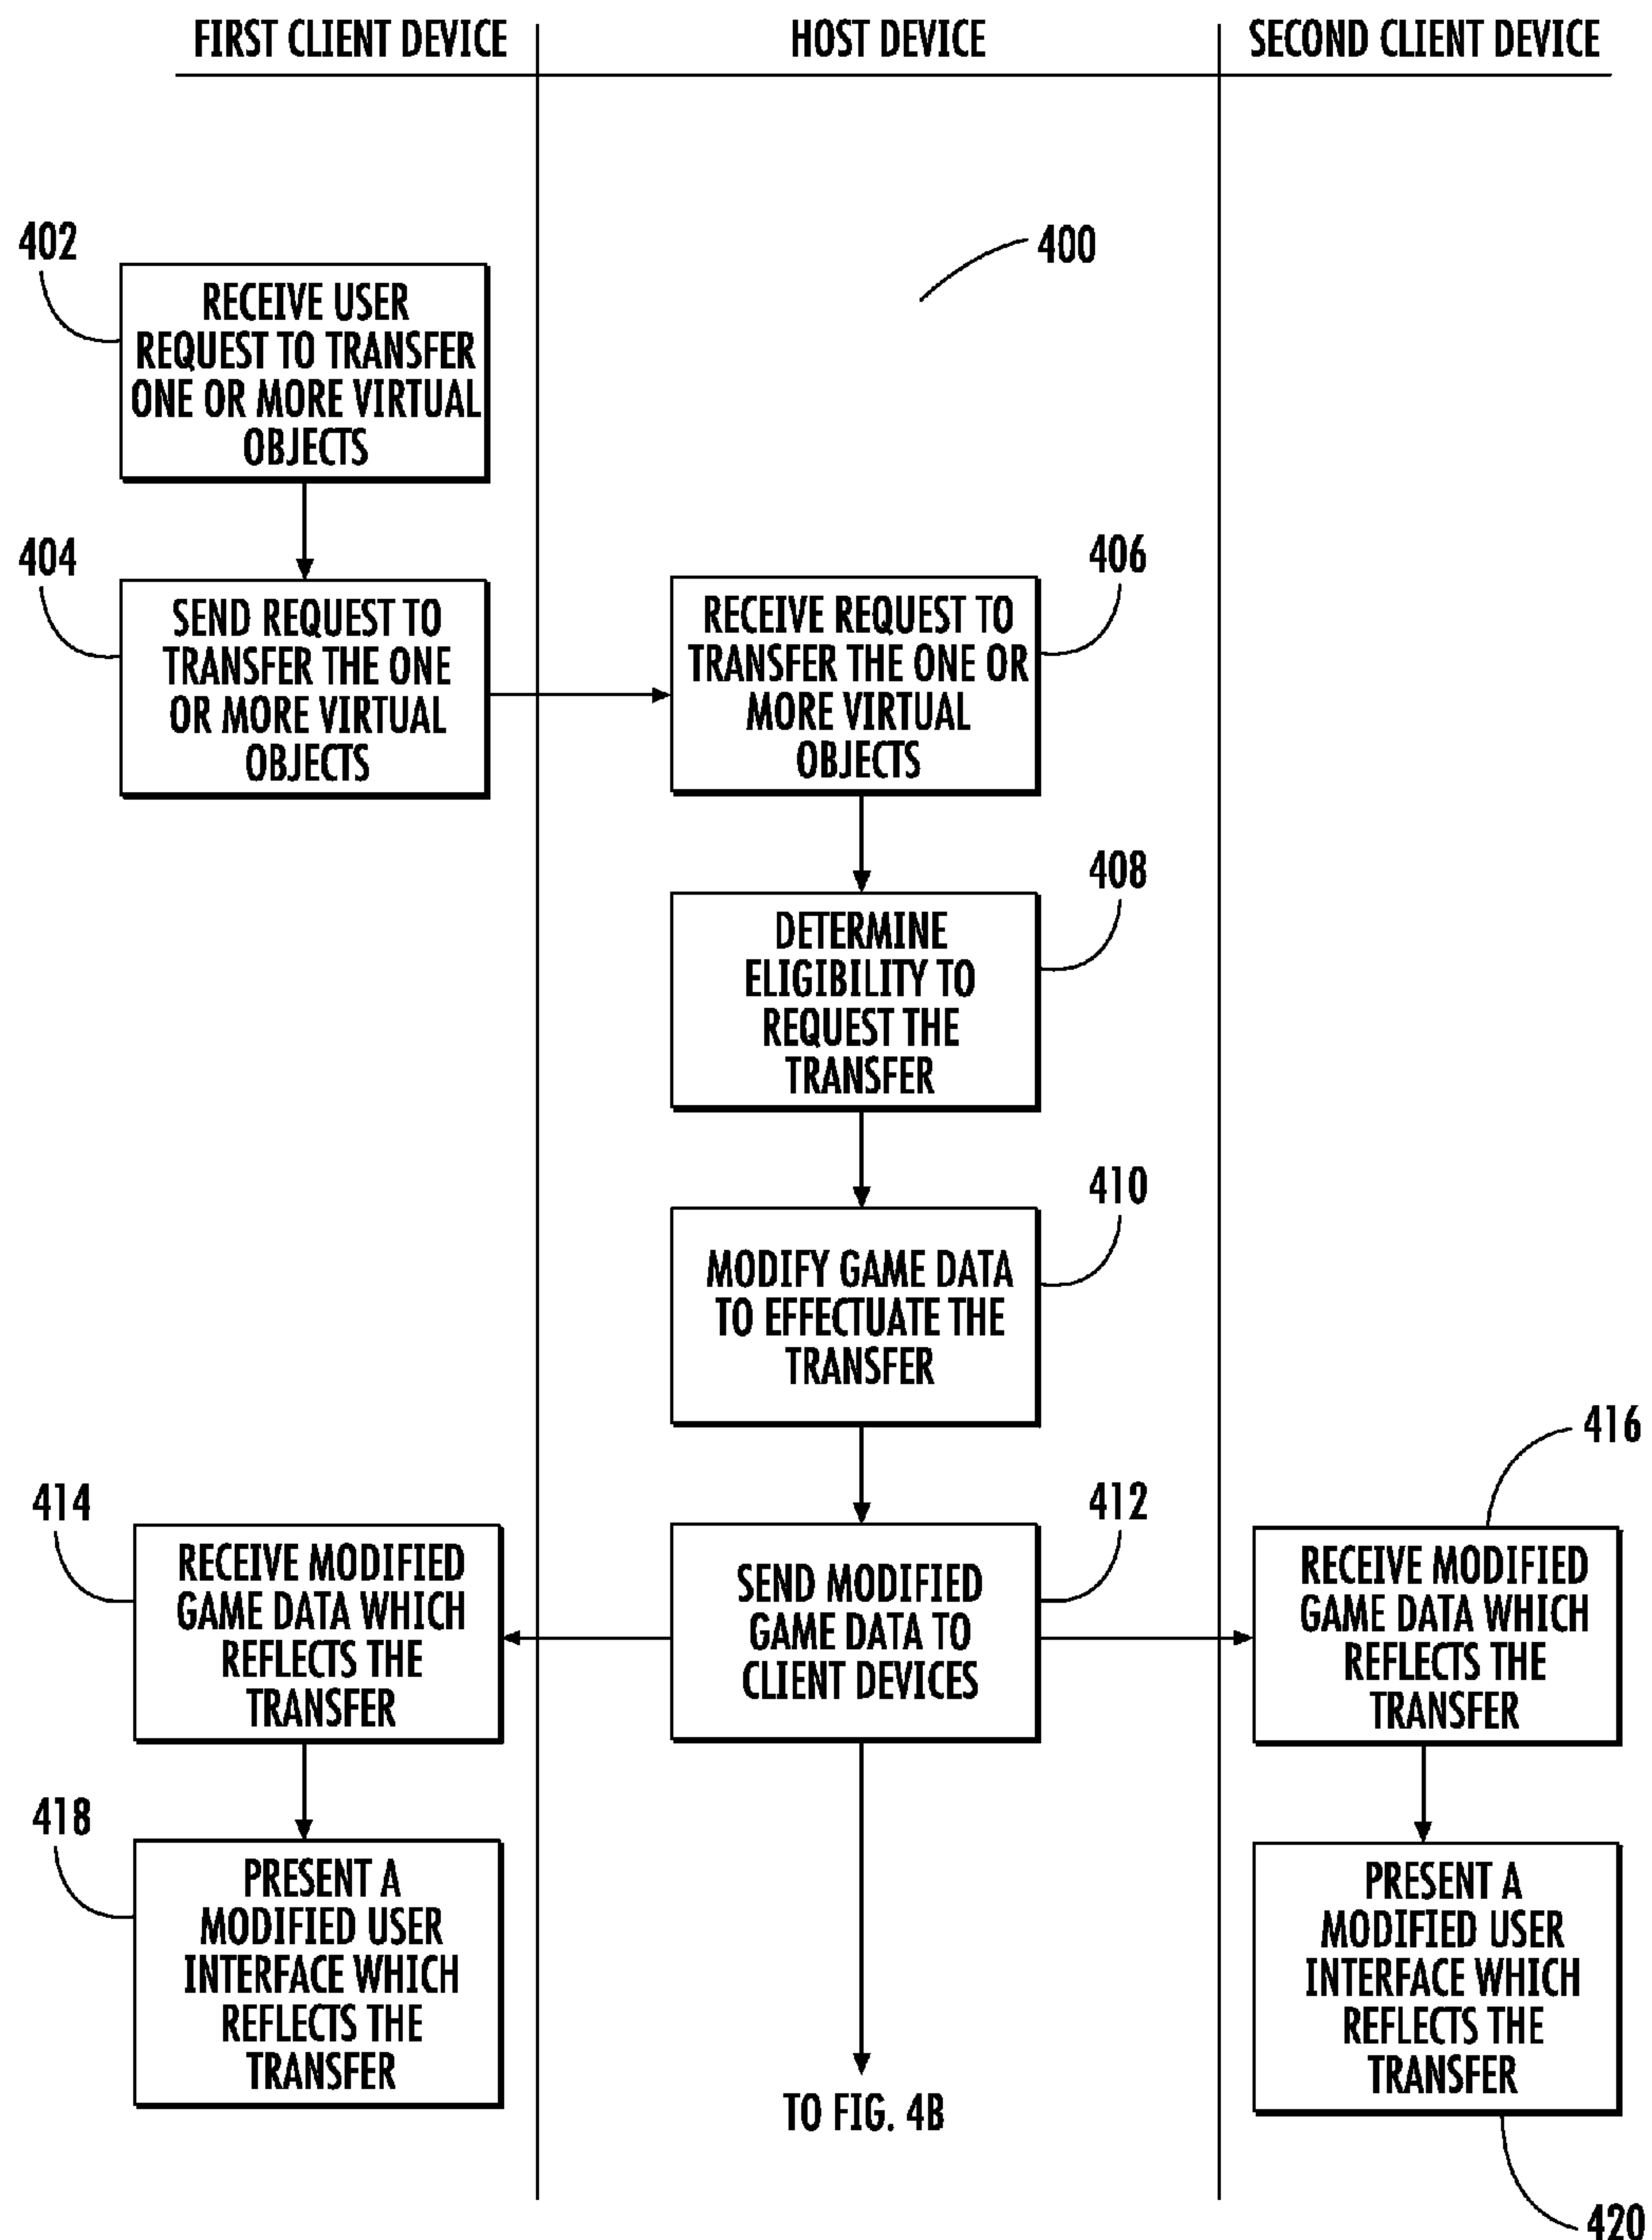 FIRST CLIENT DEVICE
HOST DEVICE
SECOND CLIENT DEVICE
400
402
RECEIVE USER
REQUEST TO TRANSFER
ONE OR MORE VIRTUAL
OBJECTS
404
SEND REQUEST TO
TRANSFER THE ONE
OR MORE VIRTUAL
OBJECTS
406
RECEIVE REQUEST TO
TRANSFER THE ONE OR
MORE VIRTUAL
OBJECTS
408
DETERMINE
ELIGIBILITY TO
REQUEST THE
TRANSFER
410
MODIFY GAME DATA
TO EFFECTUATE THE
TRANSFER
412
SEND MODIFIED
GAME DATA TO
CLIENT DEVICES
414
RECEIVE MODIFIED
GAME DATA WHICH
REFLECTS THE
TRANSFER
416
RECEIVE MODIFIED
GAME DATA WHICH
REFLECTS THE
TRANSFER
418
PRESENT A
MODIFIED USER
INTERFACE WHICH
REFLECTS THE
TRANSFER
TO FIG. 4B
PRESENT A
MODIFIED USER
INTERFACE WHICH
REFLECTS THE
TRANSFER
420